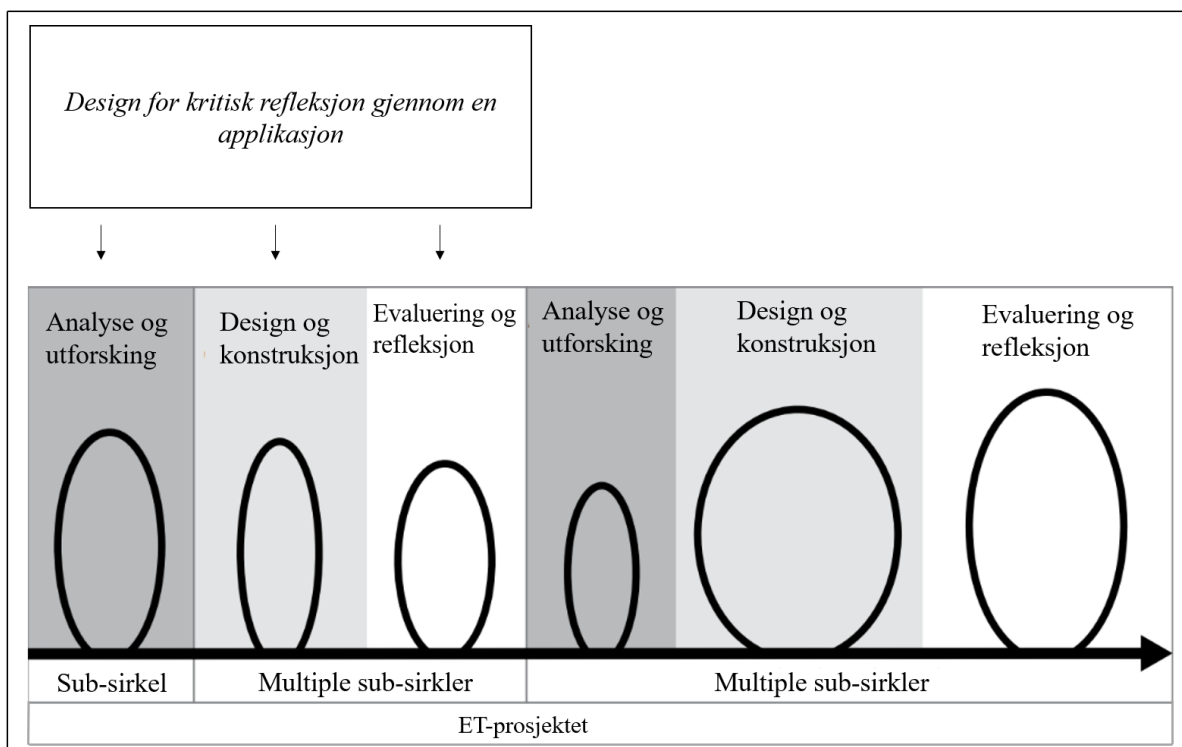 Design for kritisk refleksjon gjennom en
applikasjon
Analyse og
utforsking
Design og
konstruksjon
Evaluering og
refleksjon
Analyse og
utforsking
Design og
konstruksjon
Evaluering og
refleksjon
Sub-sirkel
Multiple sub-sirkler
Multiple sub-sirkler
ET-prosjektet